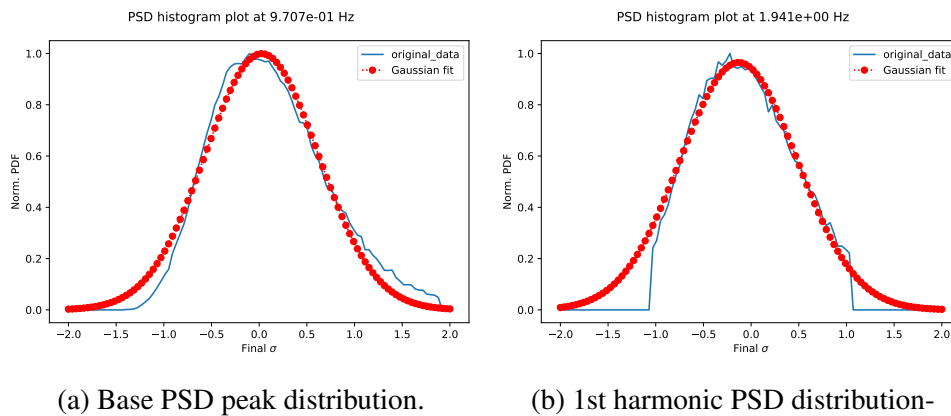 PSD histogram plot at 9.707e-01 Hz
1.0
0.8
0.6
0.4
0.2
0.0
Norm. PDF
original_data
Gaussian fit
−2.0 −1.5 −1.0 −0.5 0.0 0.5 1.0 1.5 2.0
Final σ
(a) Base PSD peak distribution.
PSD histogram plot at 1.941e+00 Hz
1.0
0.8
0.6
0.4
0.2
0.0
Norm. PDF
original_data
Gaussian fit
−2.0 −1.5 −1.0 −0.5 0.0 0.5 1.0 1.5 2.0
Final σ
(b) 1st harmonic PSD distribution-